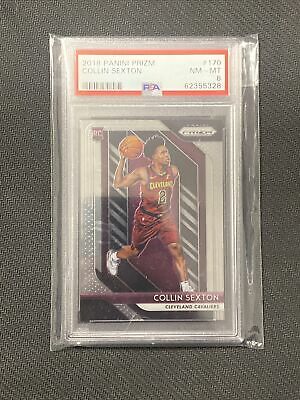 2018 PANINI PRIZM #170
COLLIN SEXTON NM - MT
PSA 8
62355328
RC
PANINI
PRIZM
CLEVELAND
2
COLLIN SEXTON
CLEVELAND CAVALIERS